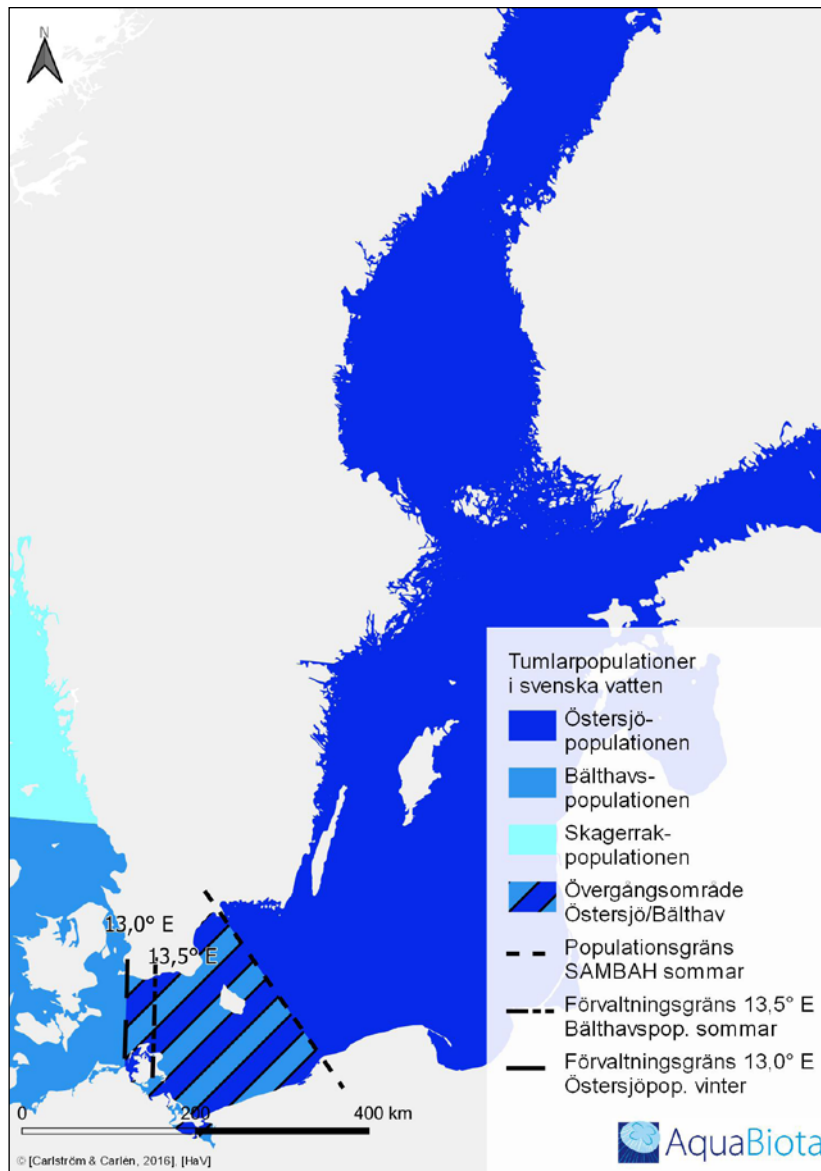 N
Tumlarpopulationer
i svenska vatten
Östersjö-
populationen
Bälthavs-
populationen
Skagerrak-
populationen
Övergångsområde
Östersjö/Bälthav
Populationsgräns
SAMBAH sommar
Förvaltningsgräns 13,5° E
Bälthavspop. sommar
Förvaltningsgräns 13,0° E
Östersjöpop. vinter
13,0° E
13,5° E
0 200 400 km
AquaBiota
© [Carlström & Carlén, 2016], [HaV]